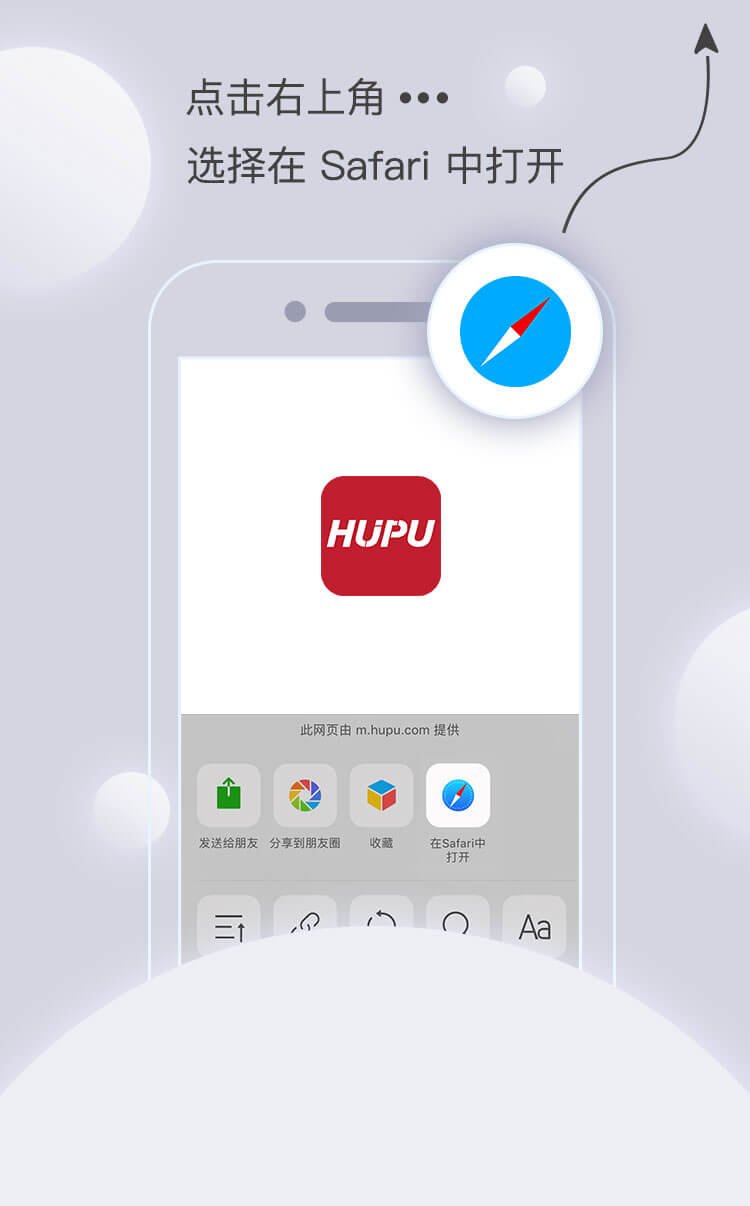 点击右上角 •••
选择在 Safari 中打开
HUPU
此网页由 m.hupu.com 提供
发送给朋友
分享到朋友圈
收藏
在Safari中
打开
Aa